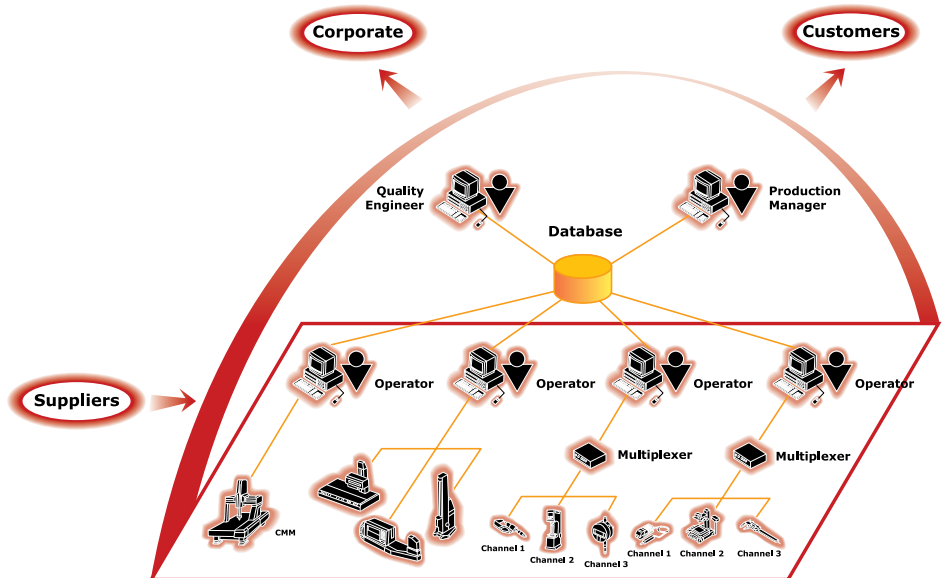 Corporate
Customers
Quality
Engineer
Production
Manager
Database
Operator
Operator
Operator
Operator
Suppliers
Multiplexer
Multiplexer
CMM
Channel 1
Channel 2
Channel 3
Channel 1
Channel 2
Channel 3